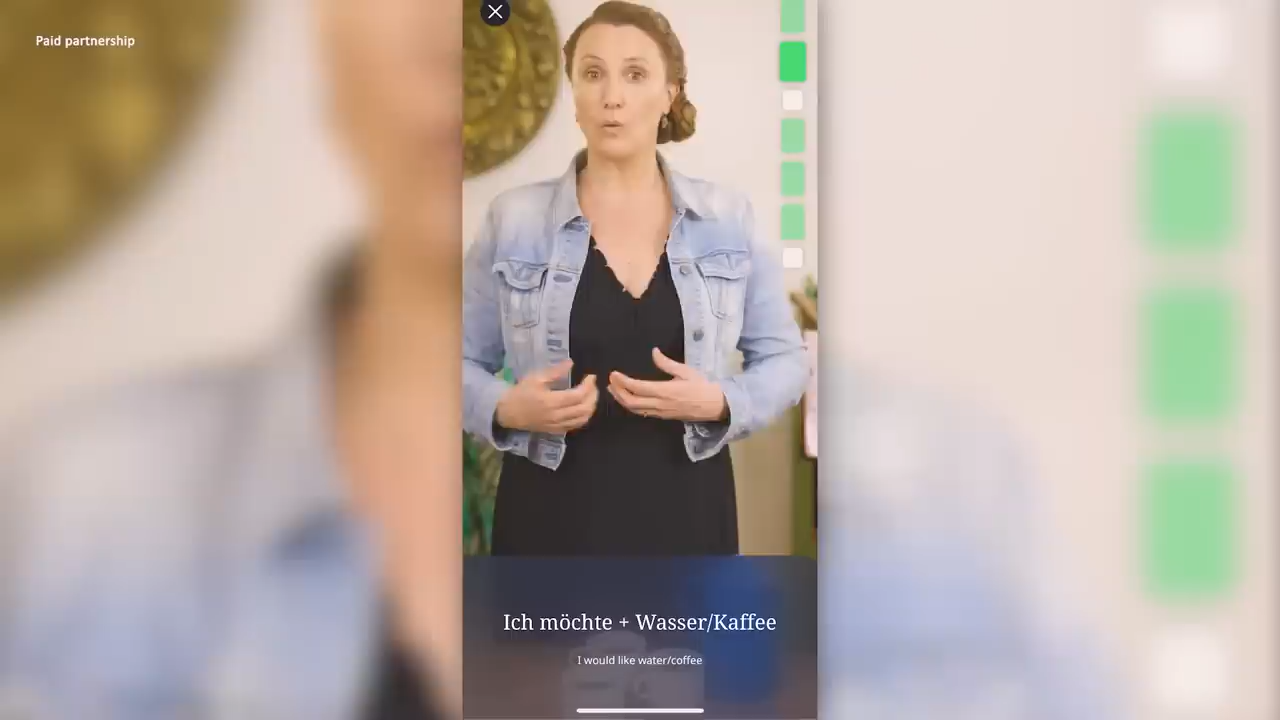 Paid partnership
Ich möchte + Wasser/Kaffee
I would like water/coffee